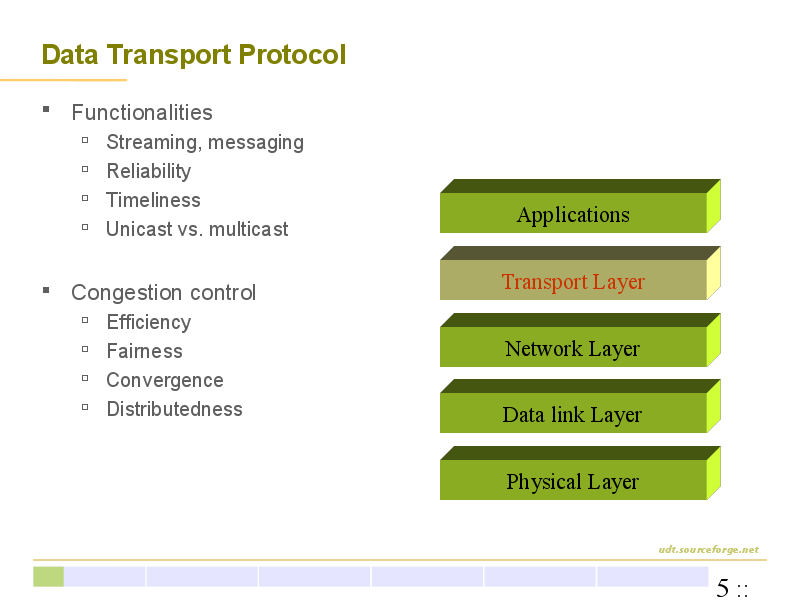 Data Transport Protocol
Functionalities
Streaming, messaging
Reliability
Timeliness
Unicast vs. multicast
Congestion control
Efficiency
Fairness
Convergence
Distributedness
Applications
Transport Layer
Network Layer
Data link Layer
Physical Layer
udt.sourceforge.net
5 ::